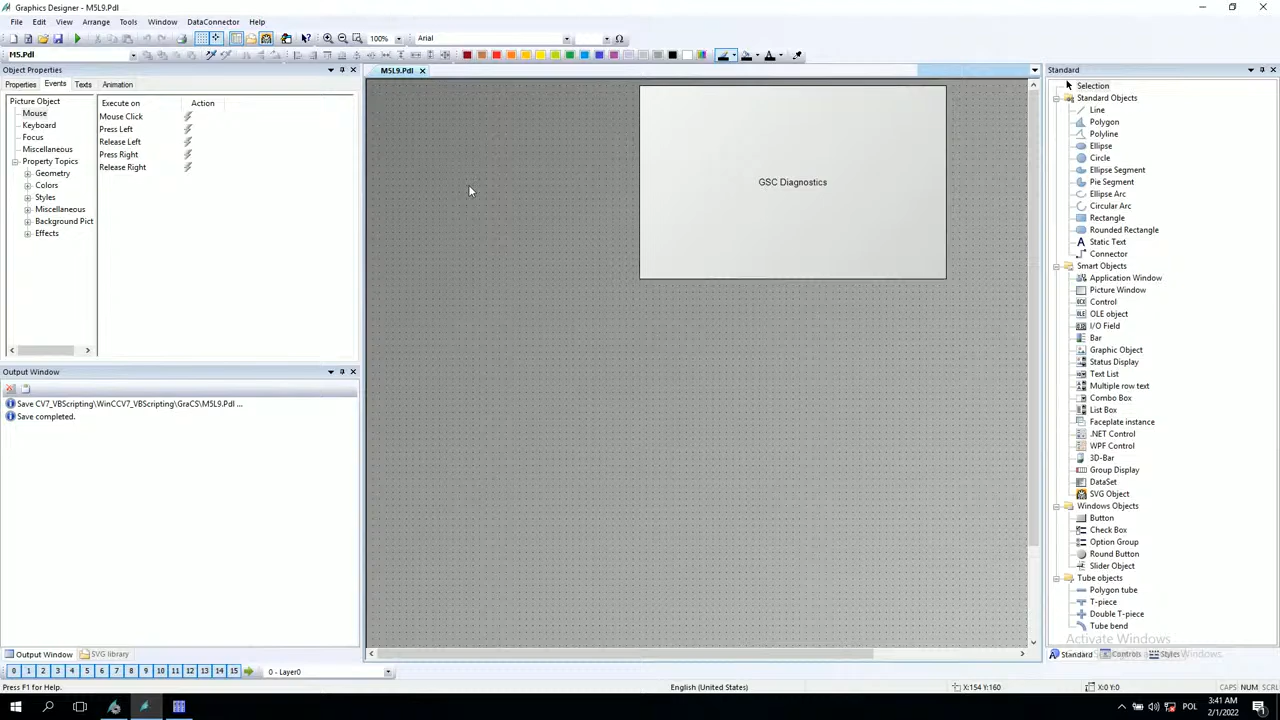 Graphics Designer - M5L9.Pdl
File Edit View Arrange Tools Window DataConnector Help
100% Arial
M5.Pdl
Object Properties
Properties Events Texts Animation
Picture Object
Mouse
Keyboard
Focus
Miscellaneous
Property Topics
Geometry
Colors
Styles
Miscellaneous
Background Pict
Effects
Execute on Action
Mouse Click
Press Left
Release Left
Press Right
Release Right
Output Window
Save CV7_VBScripting\WinCCV7_VBScripting\GraCS\M5L9.Pdl ...
Save completed.
Output Window SVG library
M5L9.Pdl
GSC Diagnostics
Standard
Selection
Standard Objects
Line
Polygon
Polyline
Ellipse
Circle
Ellipse Segment
Pie Segment
Ellipse Arc
Circular Arc
Rectangle
Rounded Rectangle
Static Text
Connector
Smart Objects
Application Window
Picture Window
Control
OLE object
I/O Field
Bar
Graphic Object
Status Display
Text List
Multiple row text
Combo Box
List Box
Faceplate instance
.NET Control
WPF Control
3D-Bar
Group Display
DataSet
SVG Object
Windows Objects
Button
Check Box
Option Group
Round Button
Slider Object
Tube objects
Polygon tube
T-piece
Double T-piece
Tube bend
Activate Windows
Standard Controls Styles
0 1 2 3 4 5 6 7 8 9 10 11 12 13 14 15 0 - Layer0
Press F1 for Help. English (United States) X:154 Y:160 X:0 Y:0 CAPS NUM SCRL
POL 3:41 AM
2/1/2022